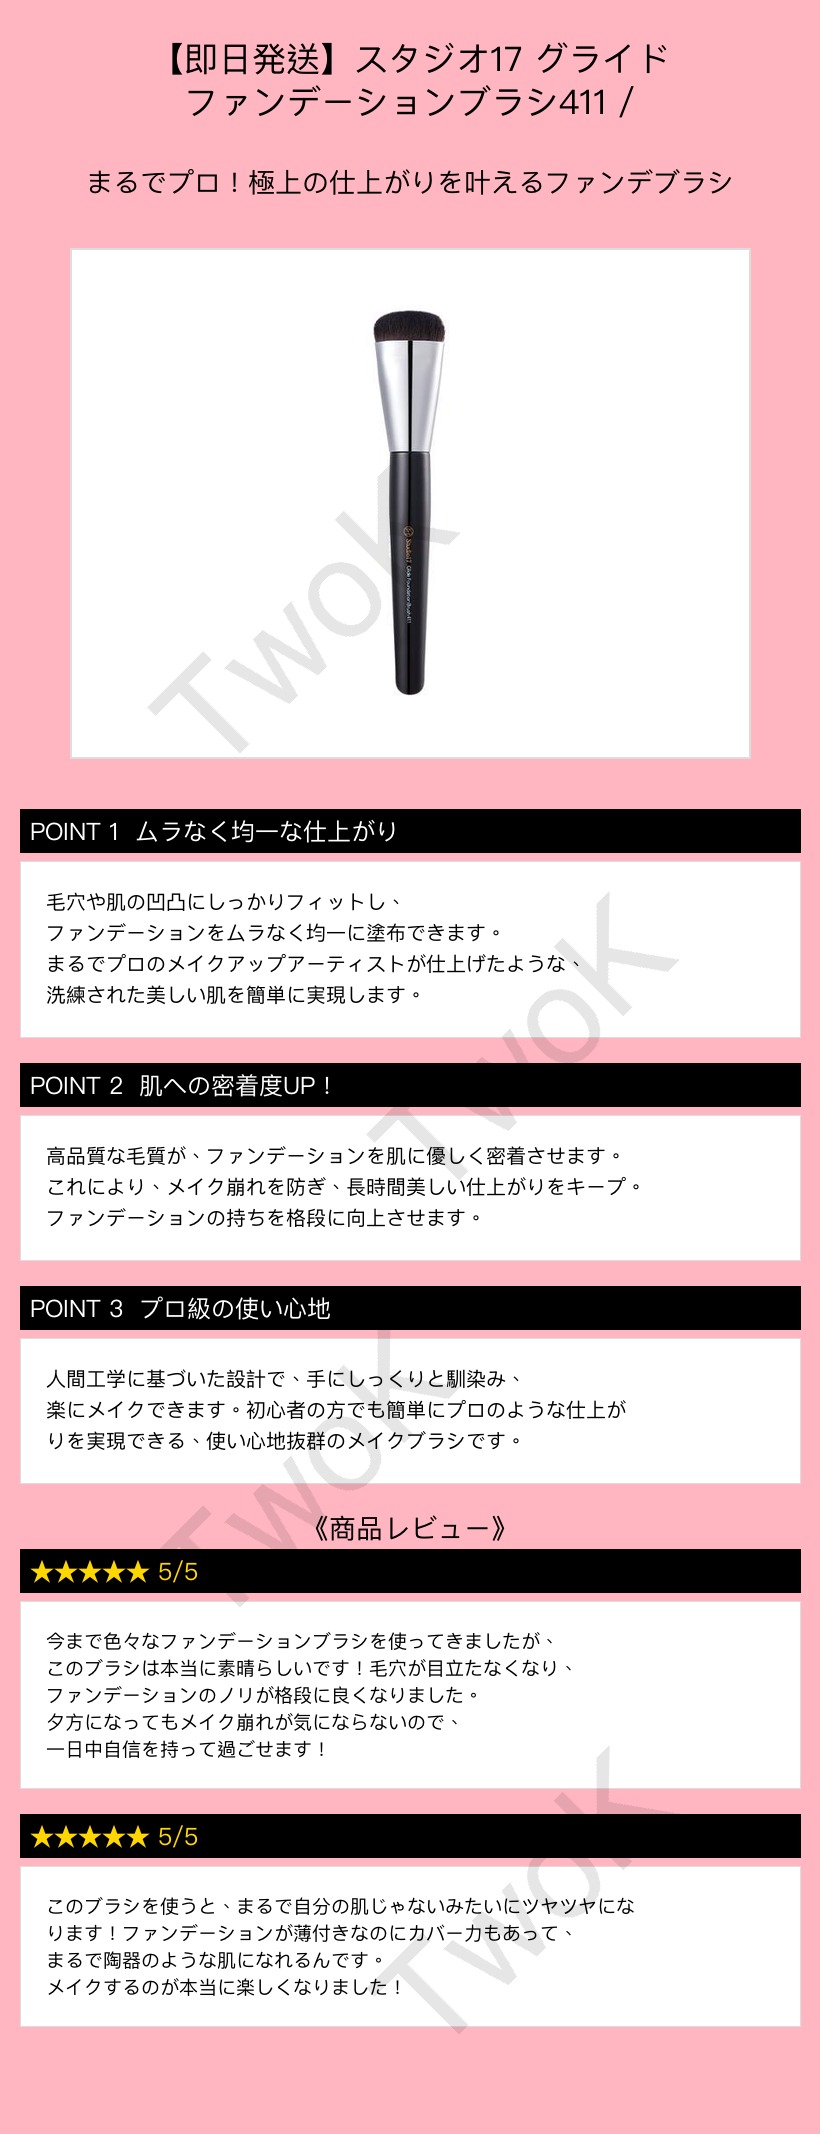 【即日発送】スタジオ17 グライド
ファンデーションブラシ411 /
まるでプロ！極上の仕上がりを叶えるファンデブラシ
Studio17 Glide Foundation Brush 411
TwoK
POINT 1 ムラなく均一な仕上がり
毛穴や肌の凹凸にしっかりフィットし、
ファンデーションをムラなく均一に塗布できます。
まるでプロのメイクアップアーティストが仕上げたような、
洗練された美しい肌を簡単に実現します。
TwoK
POINT 2 肌への密着度UP！
高品質な毛質が、ファンデーションを肌に優しく密着させます。
これにより、メイク崩れを防ぎ、長時間美しい仕上がりをキープ。
ファンデーションの持ちを格段に向上させます。
POINT 3 プロ級の使い心地
人間工学に基づいた設計で、手にしっくりと馴染み、
楽にメイクできます。初心者の方でも簡単にプロのような仕上が
りを実現できる、使い心地抜群のメイクブラシです。
TwoK
《商品レビュー》
★★★★★ 5/5
今まで色々なファンデーションブラシを使ってきましたが、
このブラシは本当に素晴らしいです！毛穴が目立たなくなり、
ファンデーションのノリが格段に良くなりました。
夕方になってもメイク崩れが気にならないので、
一日中自信を持って過ごせます！
★★★★★ 5/5
このブラシを使うと、まるで自分の肌じゃないみたいにツヤツヤにな
ります！ファンデーションが薄付きなのにカバー力もあって、
まるで陶器のような肌になれるんです。
メイクするのが本当に楽しくなりました！
TwoK